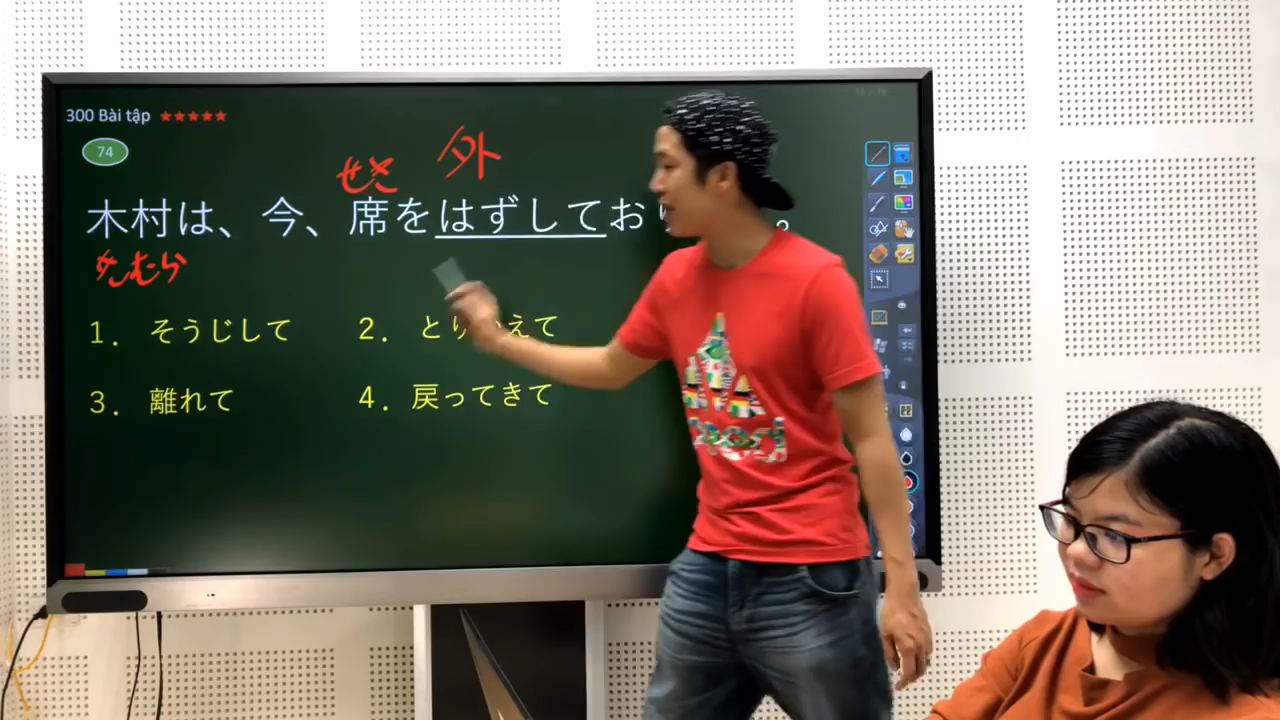 300 Bài tập ★★★★★
74
外
せき
木村は、今、席をはずしてお
きむら
1. そうじして 2. とりかえて
3. 離れて 4. 戻ってきて